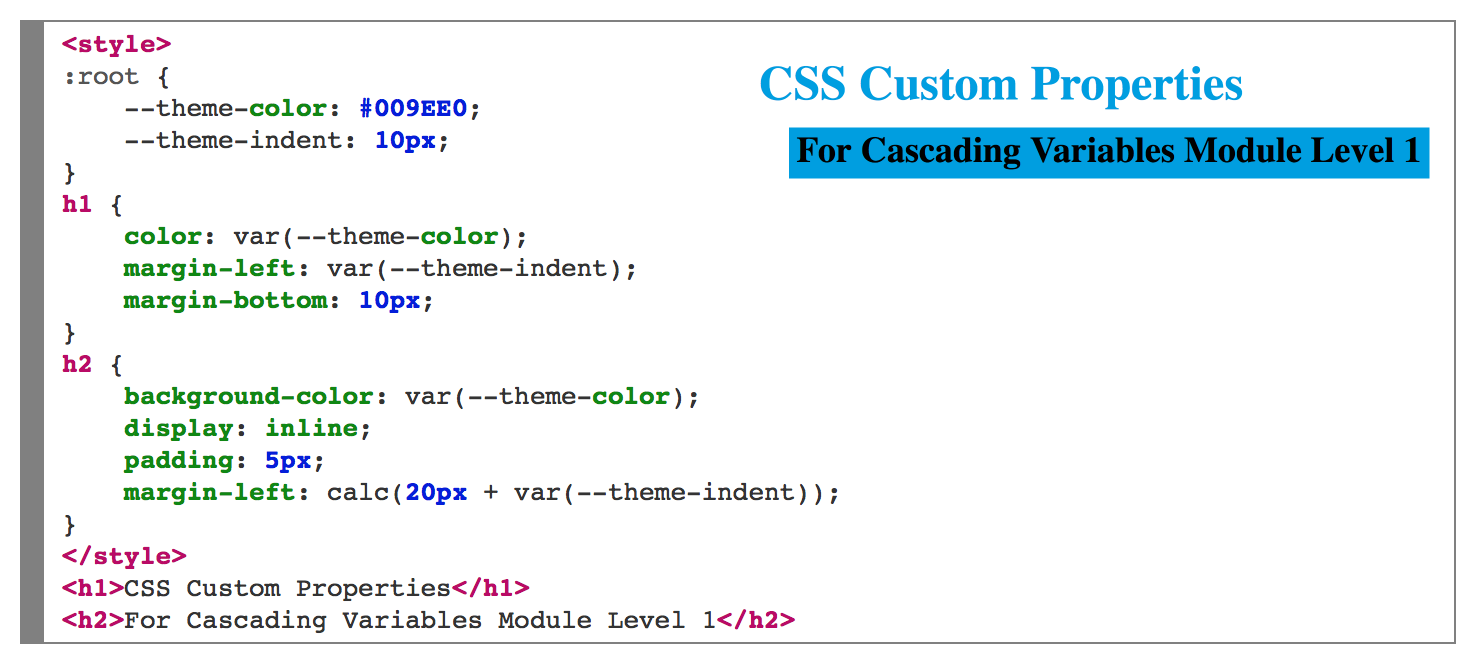 <style>
:root {
    --theme-color: #009EE0;
    --theme-indent: 10px;
}
h1 {
    color: var(--theme-color);
    margin-left: var(--theme-indent);
    margin-bottom: 10px;
}
h2 {
    background-color: var(--theme-color);
    display: inline;
    padding: 5px;
    margin-left: calc(20px + var(--theme-indent));
}
</style>
<h1>CSS Custom Properties</h1>
<h2>For Cascading Variables Module Level 1</h2>
CSS Custom Properties
For Cascading Variables Module Level 1